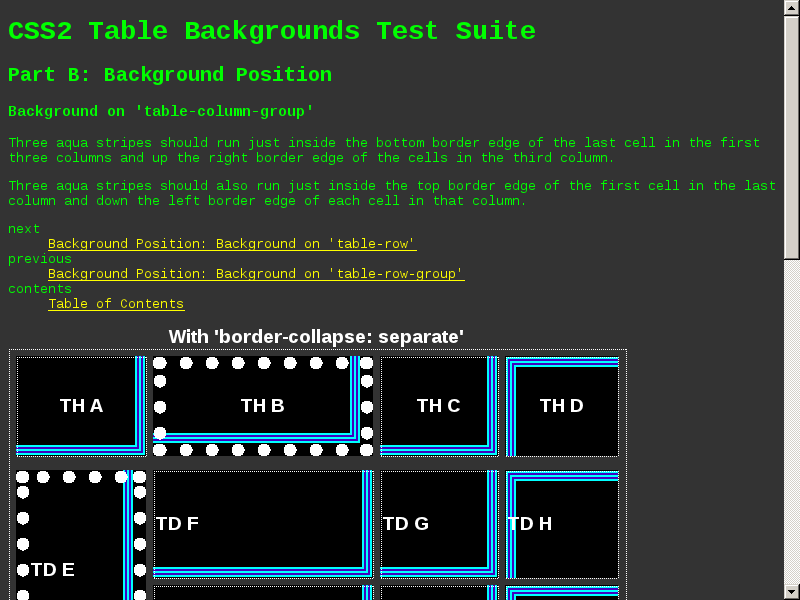 CSS2 Table Backgrounds Test Suite
Part B: Background Position
Background on 'table-column-group'
Three aqua stripes should run just inside the bottom border edge of the last cell in the first
three columns and up the right border edge of the cells in the third column.
Three aqua stripes should also run just inside the top border edge of the first cell in the last
column and down the left border edge of each cell in that column.
next
Background Position: Background on 'table-row'
previous
Background Position: Background on 'table-row-group'
contents
Table of Contents
With 'border-collapse: separate'
TH A TH B TH C TH D
TD F TD G TD H
TD E